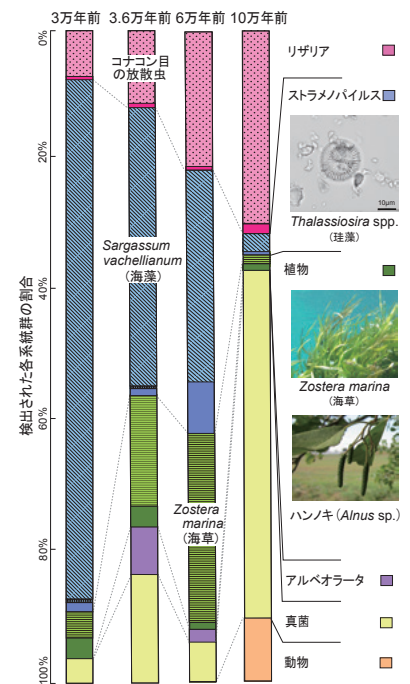 3万年前
3.6万年前
6万年前
10万年前
0%
20%
40%
60%
80%
100%
検出された各系統群の割合
コナコン目
の放散虫
Sargassum
vachellianum
(海藻)
Zostera
marina
(海草)
リザリア
ストラメノパイルス
10μm
Thalassiosira spp.
(珪藻)
植物
Zostera marina
(海草)
ハンノキ(Alnus sp.)
アルベオラータ
真菌
動物